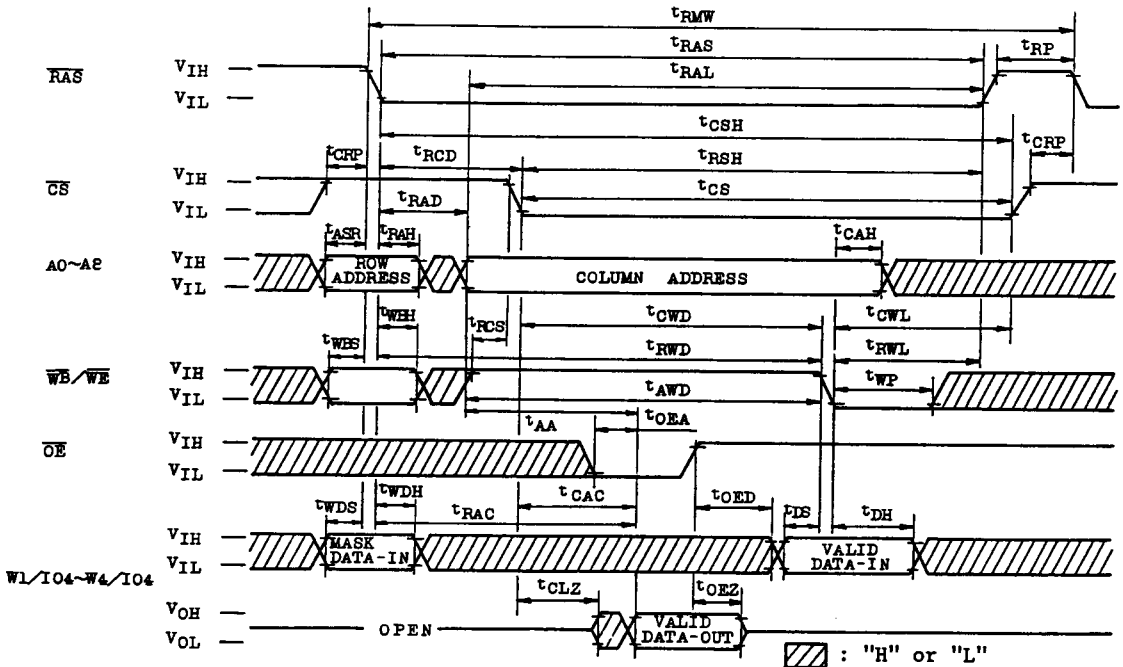 tRMW
tRAS
tRP
RAS
VIH
VIL
tRAL
tCSH
tCRP
tRCD
tRSH
tCRP
CS
VIH
VIL
tCS
tRAD
tASR
tRAH
tCAH
A0~A8
VIH
VIL
ROW
ADDRESS
COLUMN ADDRESS
tWBH
tRCS
tCWD
tCWL
tWBS
tRWD
tRWL
WB/WE
VIH
VIL
tWP
tAWD
tAA
tOEA
OE
VIH
VIL
tWDS
tWDH
tCAC
tOED
tRAC
tDS
tDH
VIH
VIL
MASK
DATA-IN
VALID
DATA-IN
W1/IO4~W4/IO4
tCLZ
tOEZ
VOH
VOL
OPEN
VALID
DATA-OUT
: "H" or "L"